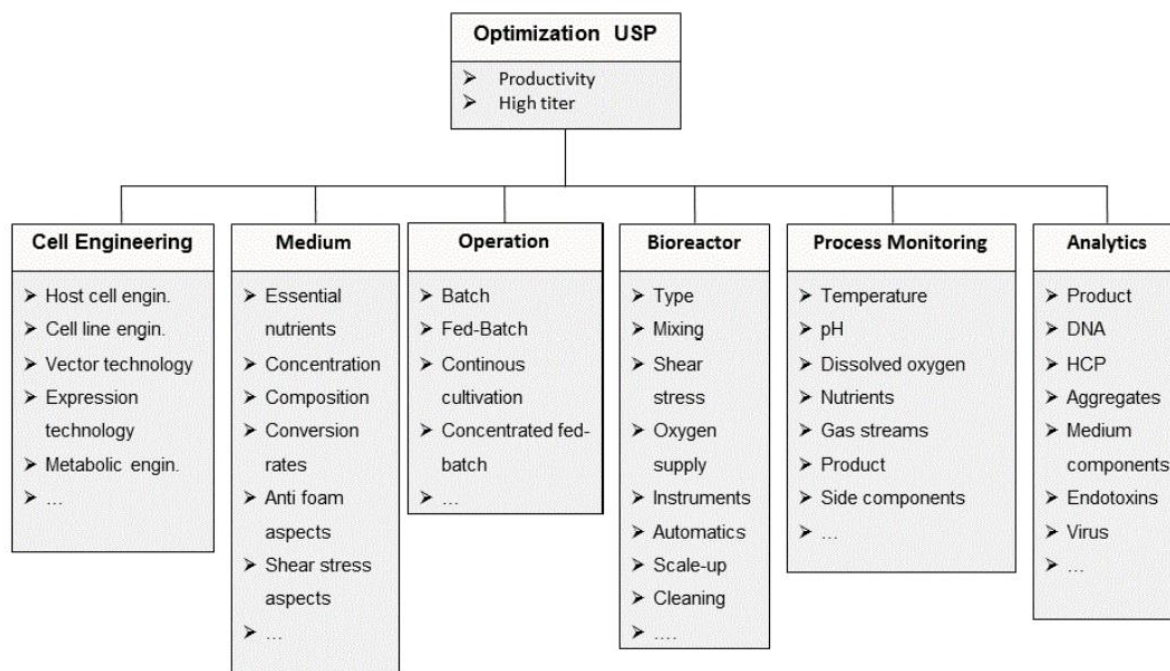 Optimization USP
➢ Productivity
➢ High titer
Cell Engineering
➢ Host cell engin.
➢ Cell line engin.
➢ Vector technology
➢ Expression
technology
➢ Metabolic engin.
➢ ...
Medium
➢ Essential
nutrients
➢ Concentration
➢ Composition
➢ Conversion
rates
➢ Anti foam
aspects
➢ Shear stress
aspects
➢ ...
Operation
➢ Batch
➢ Fed-Batch
➢ Continous
cultivation
➢ Concentrated fed-
batch
➢ ...
Bioreactor
➢ Type
➢ Mixing
➢ Shear
stress
➢ Oxygen
supply
➢ Instruments
➢ Automatics
➢ Scale-up
➢ Cleaning
➢ ....
Process Monitoring
➢ Temperature
➢ pH
➢ Dissolved oxygen
➢ Nutrients
➢ Gas streams
➢ Product
➢ Side components
➢ ...
Analytics
➢ Product
➢ DNA
➢ HCP
➢ Aggregates
➢ Medium
components
➢ Endotoxins
➢ Virus
➢ ...